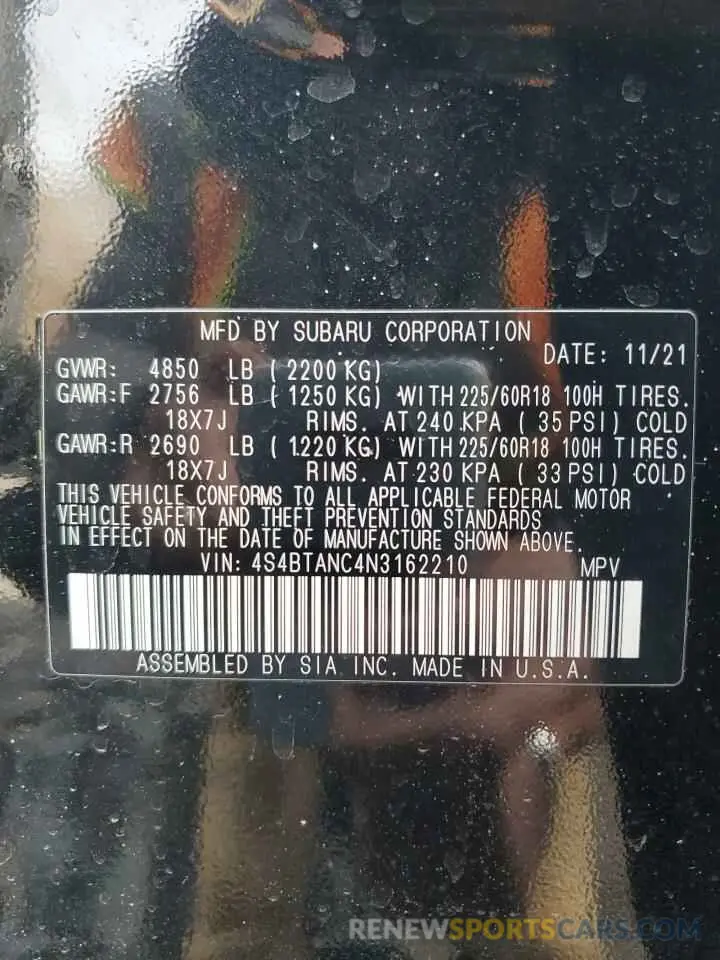 MFD BY SUBARU CORPORATION
DATE: 11/21
GVWR: 4850 LB ( 2200 KG)
GAWR:F 2756 LB ( 1250 KG) WITH 225/60R18 100H TIRES.
18X7J RIMS. AT 240 KPA ( 35 PSI) COLD
GAWR:R 2690 LB ( 1220 KG) WITH 225/60R18 100H TIRES.
18X7J RIMS. AT 230 KPA ( 33 PSI) COLD
THIS VEHICLE CONFORMS TO ALL APPLICABLE FEDERAL MOTOR
VEHICLE SAFETY AND THEFT PREVENTION STANDARDS
IN EFFECT ON THE DATE OF MANUFACTURE SHOWN ABOVE.
VIN: 4S4BTANC4N3162210 MPV
ASSEMBLED BY SIA INC. MADE IN U.S.A.
RENEWSPORTSCARS.COM